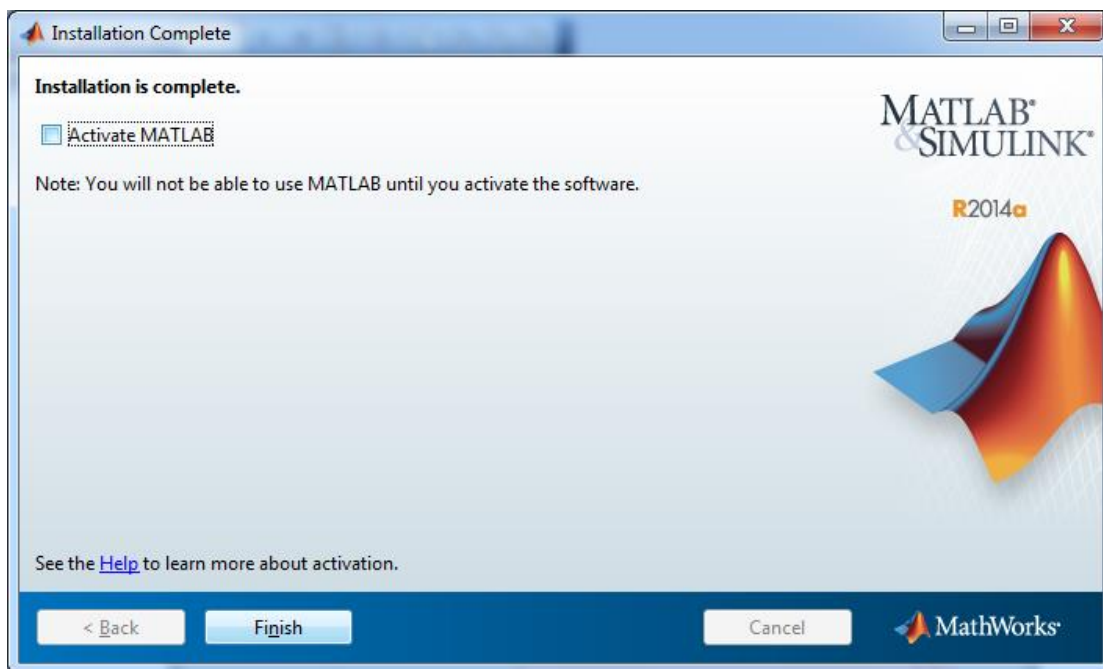 Installation Complete
Installation is complete.
Activate MATLAB
Note: You will not be able to use MATLAB until you activate the software.
MATLAB®
&SIMULINK®
R2014a
See the Help to learn more about activation.
< Back
Finish
Cancel
MathWorks®